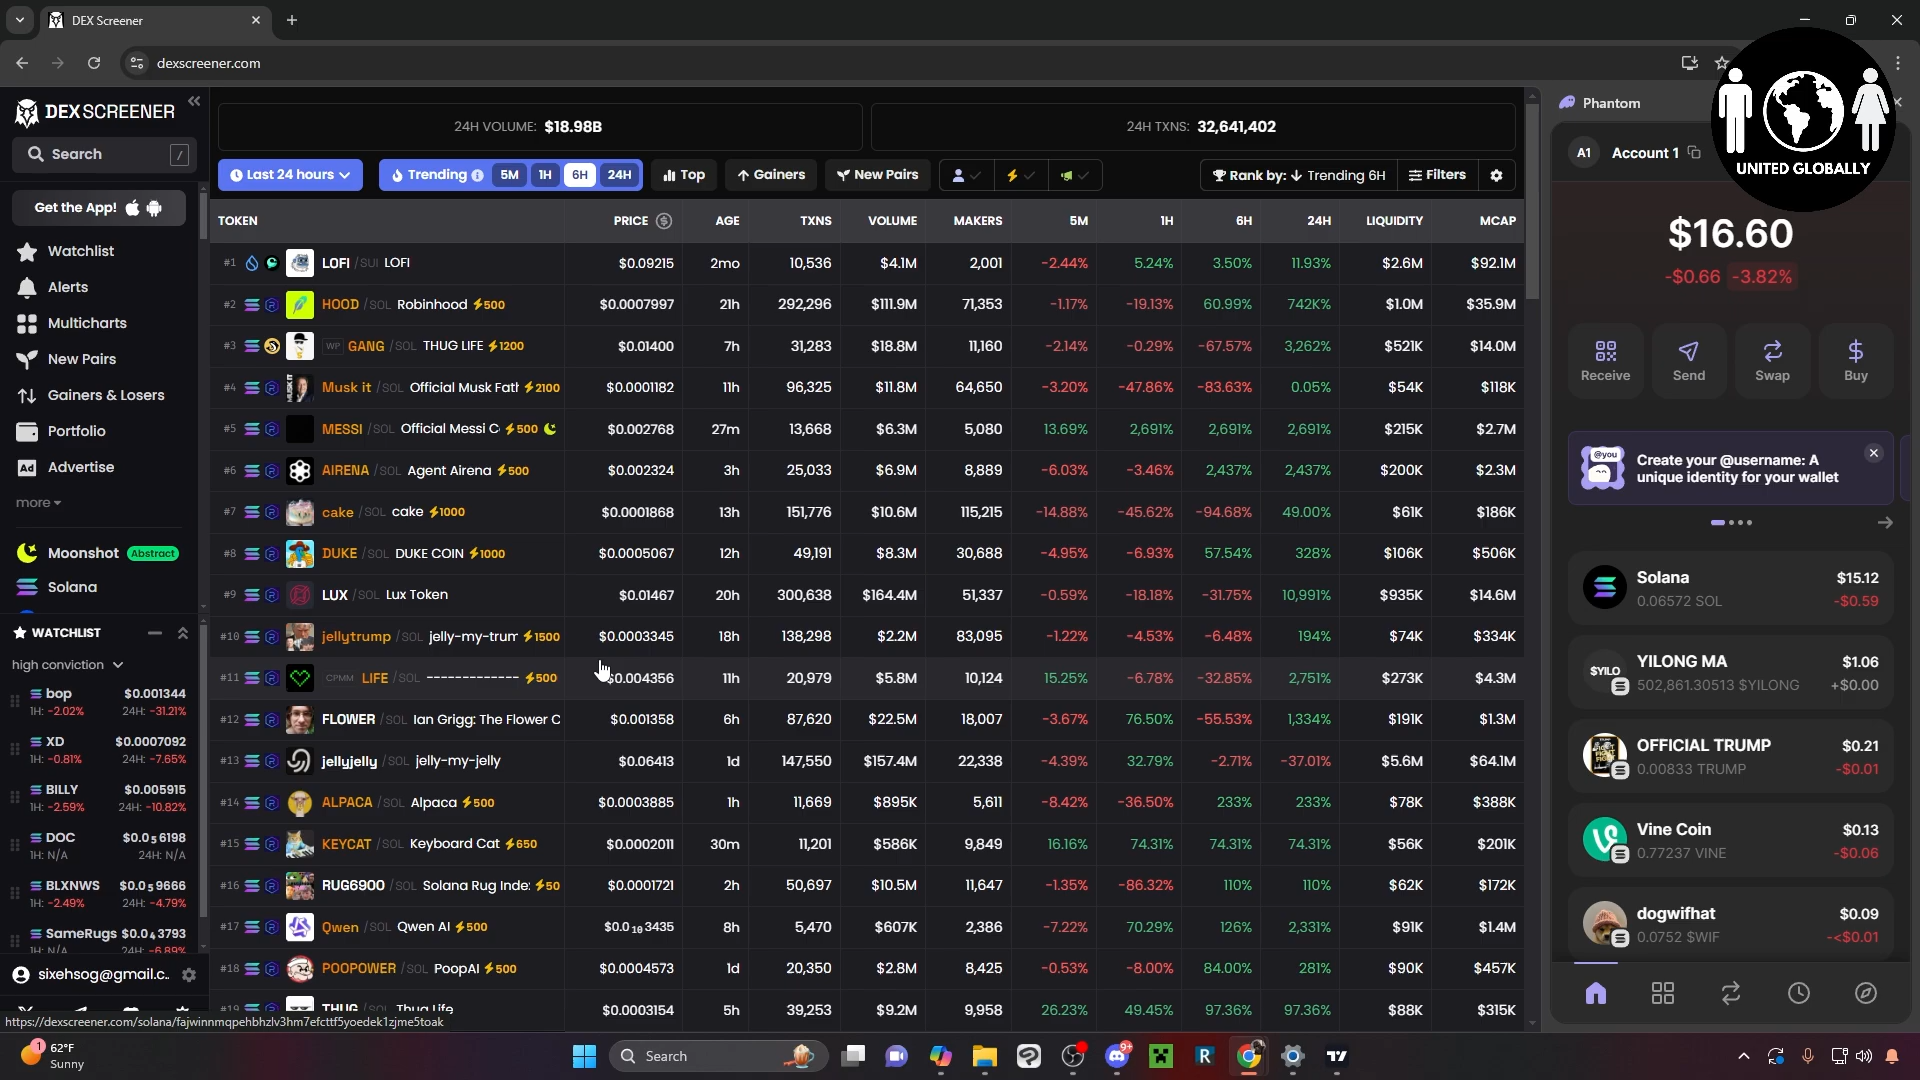 DEX Screener
dexscreener.com
DEX SCREENER
Search /
Get the App!
Watchlist
Alerts
Multicharts
New Pairs
Gainers & Losers
Portfolio
Ad Advertise
more
Moonshot Abstract
Solana
WATCHLIST
high conviction
bop $0.001344
1H: -2.02% 24H: -31.21%
XD $0.0007092
1H: -0.81% 24H: -7.65%
BILLY $0.005915
1H: -2.59% 24H: -10.82%
DOC $0.0₅6198
1H: N/A 24H: N/A
BLXNWS $0.0₅9666
1H: -2.49% 24H: -4.79%
SameRugs $0.0₄3793
1H: N/A 24H: -6.89%
sixehsog@gmail.c..
24H VOLUME: $18.98B
24H TXNS: 32,641,402
Last 24 hours Trending 5M 1H 6H 24H Top Gainers New Pairs Rank by: Trending 6H Filters
TOKEN PRICE AGE TXNS VOLUME MAKERS 5M 1H 6H 24H LIQUIDITY MCAP
#1 LOFI /SUI LOFI $0.09215 2mo 10,536 $4.1M 2,001 -2.44% 5.24% 3.50% 11.93% $2.6M $92.1M
#2 HOOD /SOL Robinhood 500 $0.0007997 21h 292,296 $111.9M 71,353 -1.17% -19.13% 60.99% 742K% $1.0M $35.9M
#3 WP GANG /SOL THUG LIFE 1200 $0.01400 7h 31,283 $18.8M 11,160 -2.14% -0.29% -67.57% 3,262% $521K $14.0M
#4 Musk it /SOL Official Musk Fatl 2100 $0.0001182 11h 96,325 $11.8M 64,650 -3.20% -47.86% -83.63% 0.05% $54K $118K
#5 MESSI /SOL Official Messi C 500 $0.002768 27m 13,668 $6.3M 5,080 13.69% 2,691% 2,691% 2,691% $215K $2.7M
#6 AIRENA /SOL Agent Airena 500 $0.002324 3h 25,033 $6.9M 8,889 -6.03% -3.46% 2,437% 2,437% $200K $2.3M
#7 cake /SOL cake 1000 $0.0001868 13h 151,776 $10.6M 115,215 -14.88% -45.62% -94.68% 49.00% $61K $186K
#8 DUKE /SOL DUKE COIN 1000 $0.0005067 12h 49,191 $8.3M 30,688 -4.95% -6.93% 57.54% 328% $106K $506K
#9 LUX /SOL Lux Token $0.01467 20h 300,638 $164.4M 51,337 -0.59% -18.18% -31.75% 10,991% $935K $14.6M
#10 jellytrump /SOL jelly-my-trum 1500 $0.0003345 18h 138,298 $2.2M 83,095 -1.22% -4.53% -6.48% 194% $74K $334K
#11 CPMM LIFE /SOL ------------- 500 $0.004356 11h 20,979 $5.8M 10,124 15.25% -6.78% -32.85% 2,751% $273K $4.3M
#12 FLOWER /SOL Ian Grigg: The Flower C $0.001358 6h 87,620 $22.5M 18,007 -3.67% 76.50% -55.53% 1,334% $191K $1.3M
#13 jellyjelly /SOL jelly-my-jelly $0.06413 1d 147,550 $157.4M 22,338 -4.39% 32.79% -2.71% -37.01% $5.6M $64.1M
#14 ALPACA /SOL Alpaca 500 $0.0003885 1h 11,669 $895K 5,611 -8.42% -36.50% 233% 233% $78K $388K
#15 KEYCAT /SOL Keyboard Cat 650 $0.0002011 30m 11,201 $586K 9,849 16.16% 74.31% 74.31% 74.31% $56K $201K
#16 RUG6900 /SOL Solana Rug Inde: 50 $0.0001721 2h 50,697 $10.5M 11,647 -1.35% -86.32% 110% 110% $62K $172K
#17 Qwen /SOL Qwen AI 500 $0.0₁₀3435 8h 5,470 $607K 2,386 -7.22% 70.29% 126% 2,331% $91K $1.4M
#18 POOPOWER /SOL PoopAI 500 $0.0004573 1d 20,350 $2.8M 8,425 -0.53% -8.00% 84.00% 281% $90K $457K
#19 THUG /SOL Thug Life $0.0003154 5h 39,253 $9.2M 9,958 26.23% 49.45% 97.36% 97.36% $88K $315K
https://dexscreener.com/solana/fajwinnmqpehbhzlv3hm7efcttf5yoedek1zjme5toak
Phantom
A1 Account 1
UNITED GLOBALLY
$16.60
-$0.66 -3.82%
Receive Send Swap Buy
@you
Create your @username: A
unique identity for your wallet
Solana $15.12
0.06572 SOL -$0.59
$YILO
YILONG MA $1.06
502,861.30513 $YILONG +$0.00
OFFICIAL TRUMP $0.21
0.00833 TRUMP -$0.01
Vine Coin $0.13
0.77237 VINE -$0.06
dogwifhat $0.09
0.0752 $WIF -<$0.01
1 62°F
Sunny
Search
9+